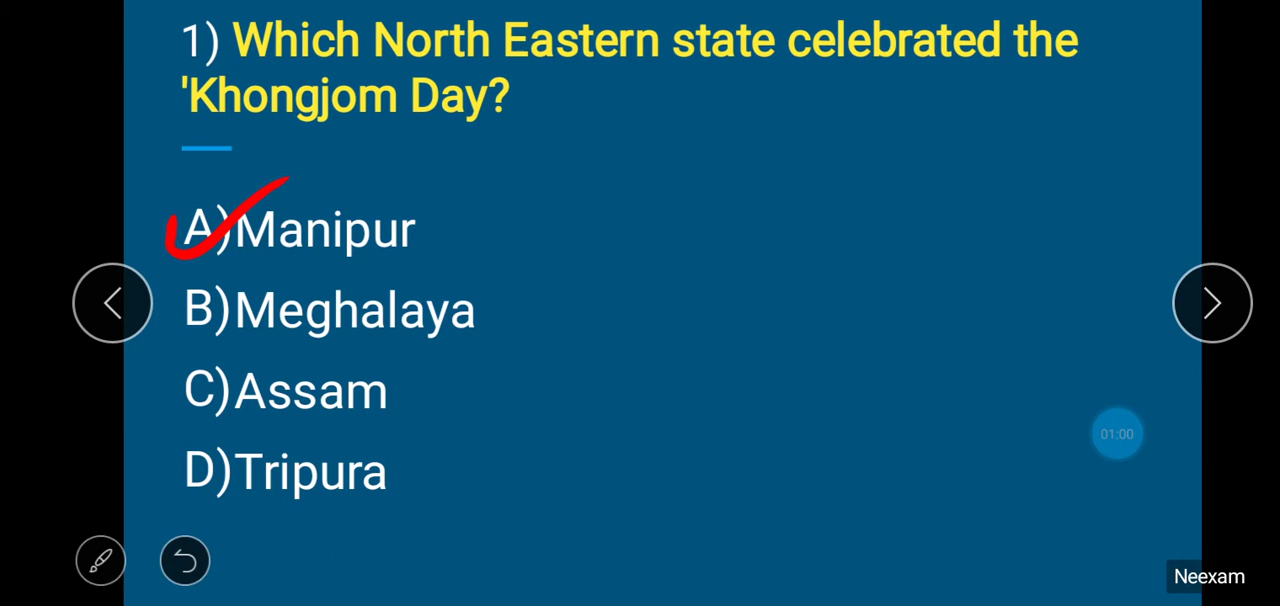 1) Which North Eastern state celebrated the
'Khongjom Day?
A)Manipur
B)Meghalaya
C)Assam
01:00
D)Tripura
Neexam